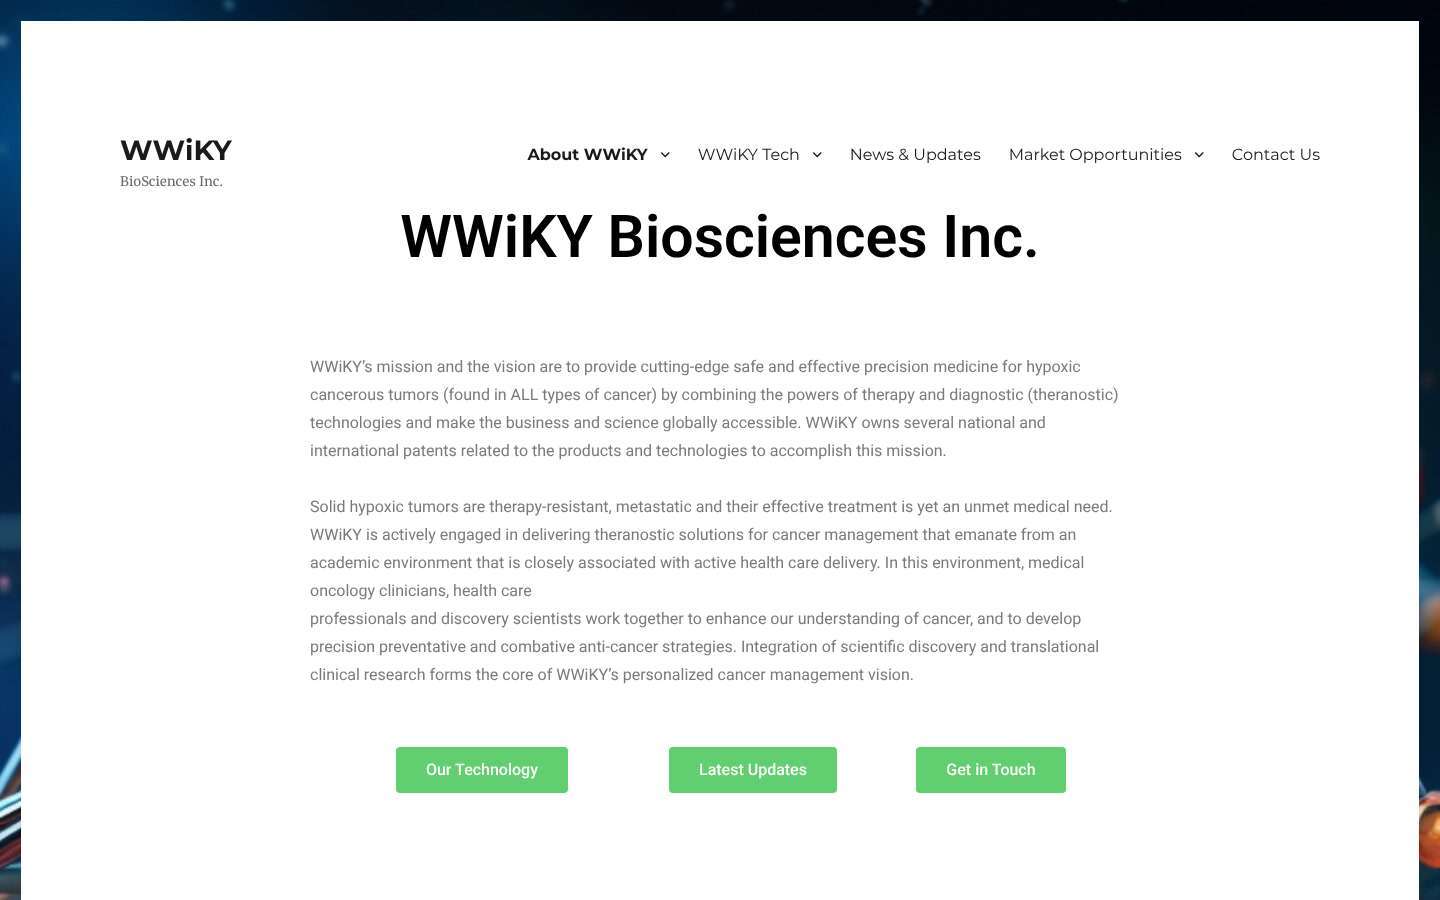 WWiKY
BioSciences Inc.
About WWiKY
WWiKY Tech
News & Updates
Market Opportunities
Contact Us
WWiKY Biosciences Inc.
WWiKY’s mission and the vision are to provide cutting-edge safe and effective precision medicine for hypoxic
cancerous tumors (found in ALL types of cancer) by combining the powers of therapy and diagnostic (theranostic)
technologies and make the business and science globally accessible. WWiKY owns several national and
international patents related to the products and technologies to accomplish this mission.
Solid hypoxic tumors are therapy-resistant, metastatic and their effective treatment is yet an unmet medical need.
WWiKY is actively engaged in delivering theranostic solutions for cancer management that emanate from an
academic environment that is closely associated with active health care delivery. In this environment, medical
oncology clinicians, health care
professionals and discovery scientists work together to enhance our understanding of cancer, and to develop
precision preventative and combative anti-cancer strategies. Integration of scientific discovery and translational
clinical research forms the core of WWiKY’s personalized cancer management vision.
Our Technology
Latest Updates
Get in Touch